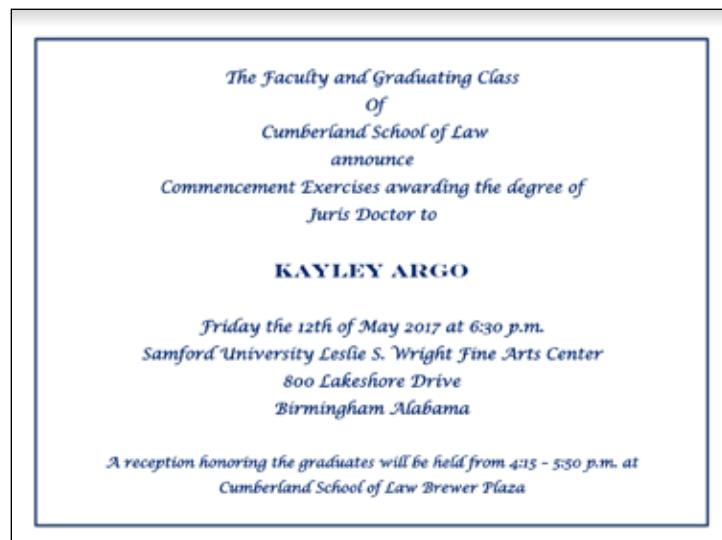 The Faculty and Graduating Class
Of
Cumberland School of Law
announce
Commencement Exercises awarding the degree of
Juris Doctor to
KAYLEY ARGO
Friday the 12th of May 2017 at 6:30 p.m.
Samford University Leslie S. Wright Fine Arts Center
800 Lakeshore Drive
Birmingham Alabama
A reception honoring the graduates will be held from 4:15 – 5:50 p.m. at
Cumberland School of Law Brewer Plaza